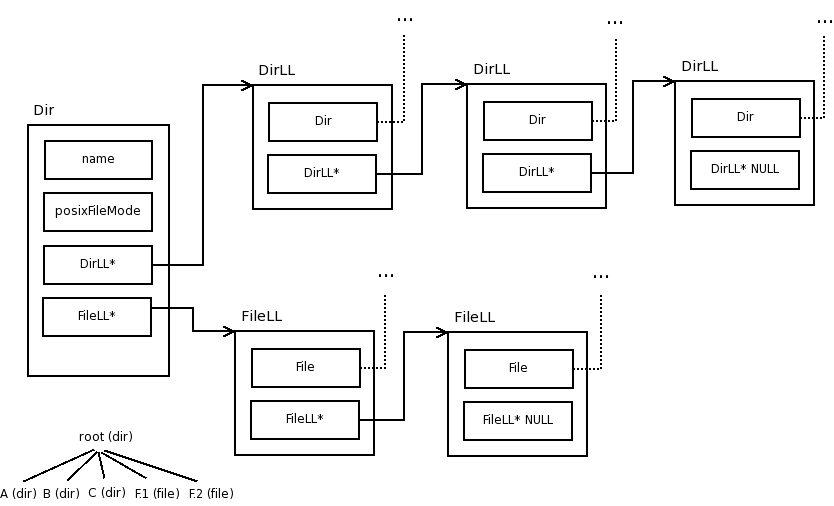 ...
...
...
DirLL
DirLL
DirLL
Dir
Dir
Dir
Dir
name
DirLL*
DirLL*
DirLL* NULL
posixFileMode
DirLL*
FileLL*
...
...
FileLL
FileLL
File
File
FileLL*
FileLL* NULL
root (dir)
A (dir) B (dir) C (dir) F.1 (file) F.2 (file)